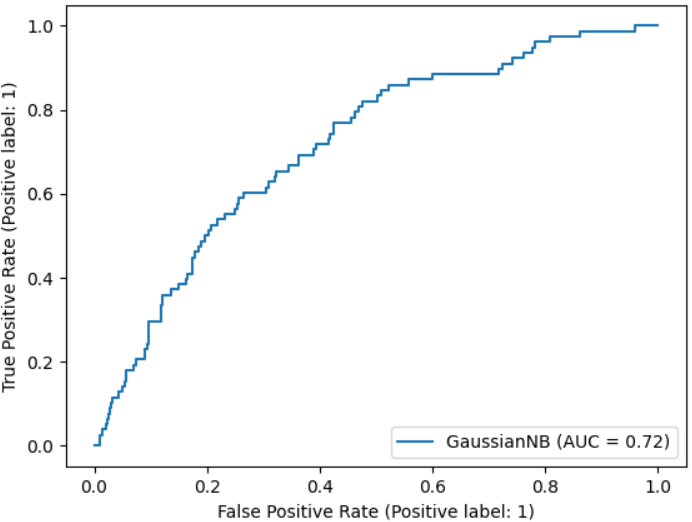 1.0
0.8
0.6
0.4
0.2
0.0
True Positive Rate (Positive label: 1)
GaussianNB (AUC = 0.72)
0.0 0.2 0.4 0.6 0.8 1.0
False Positive Rate (Positive label: 1)